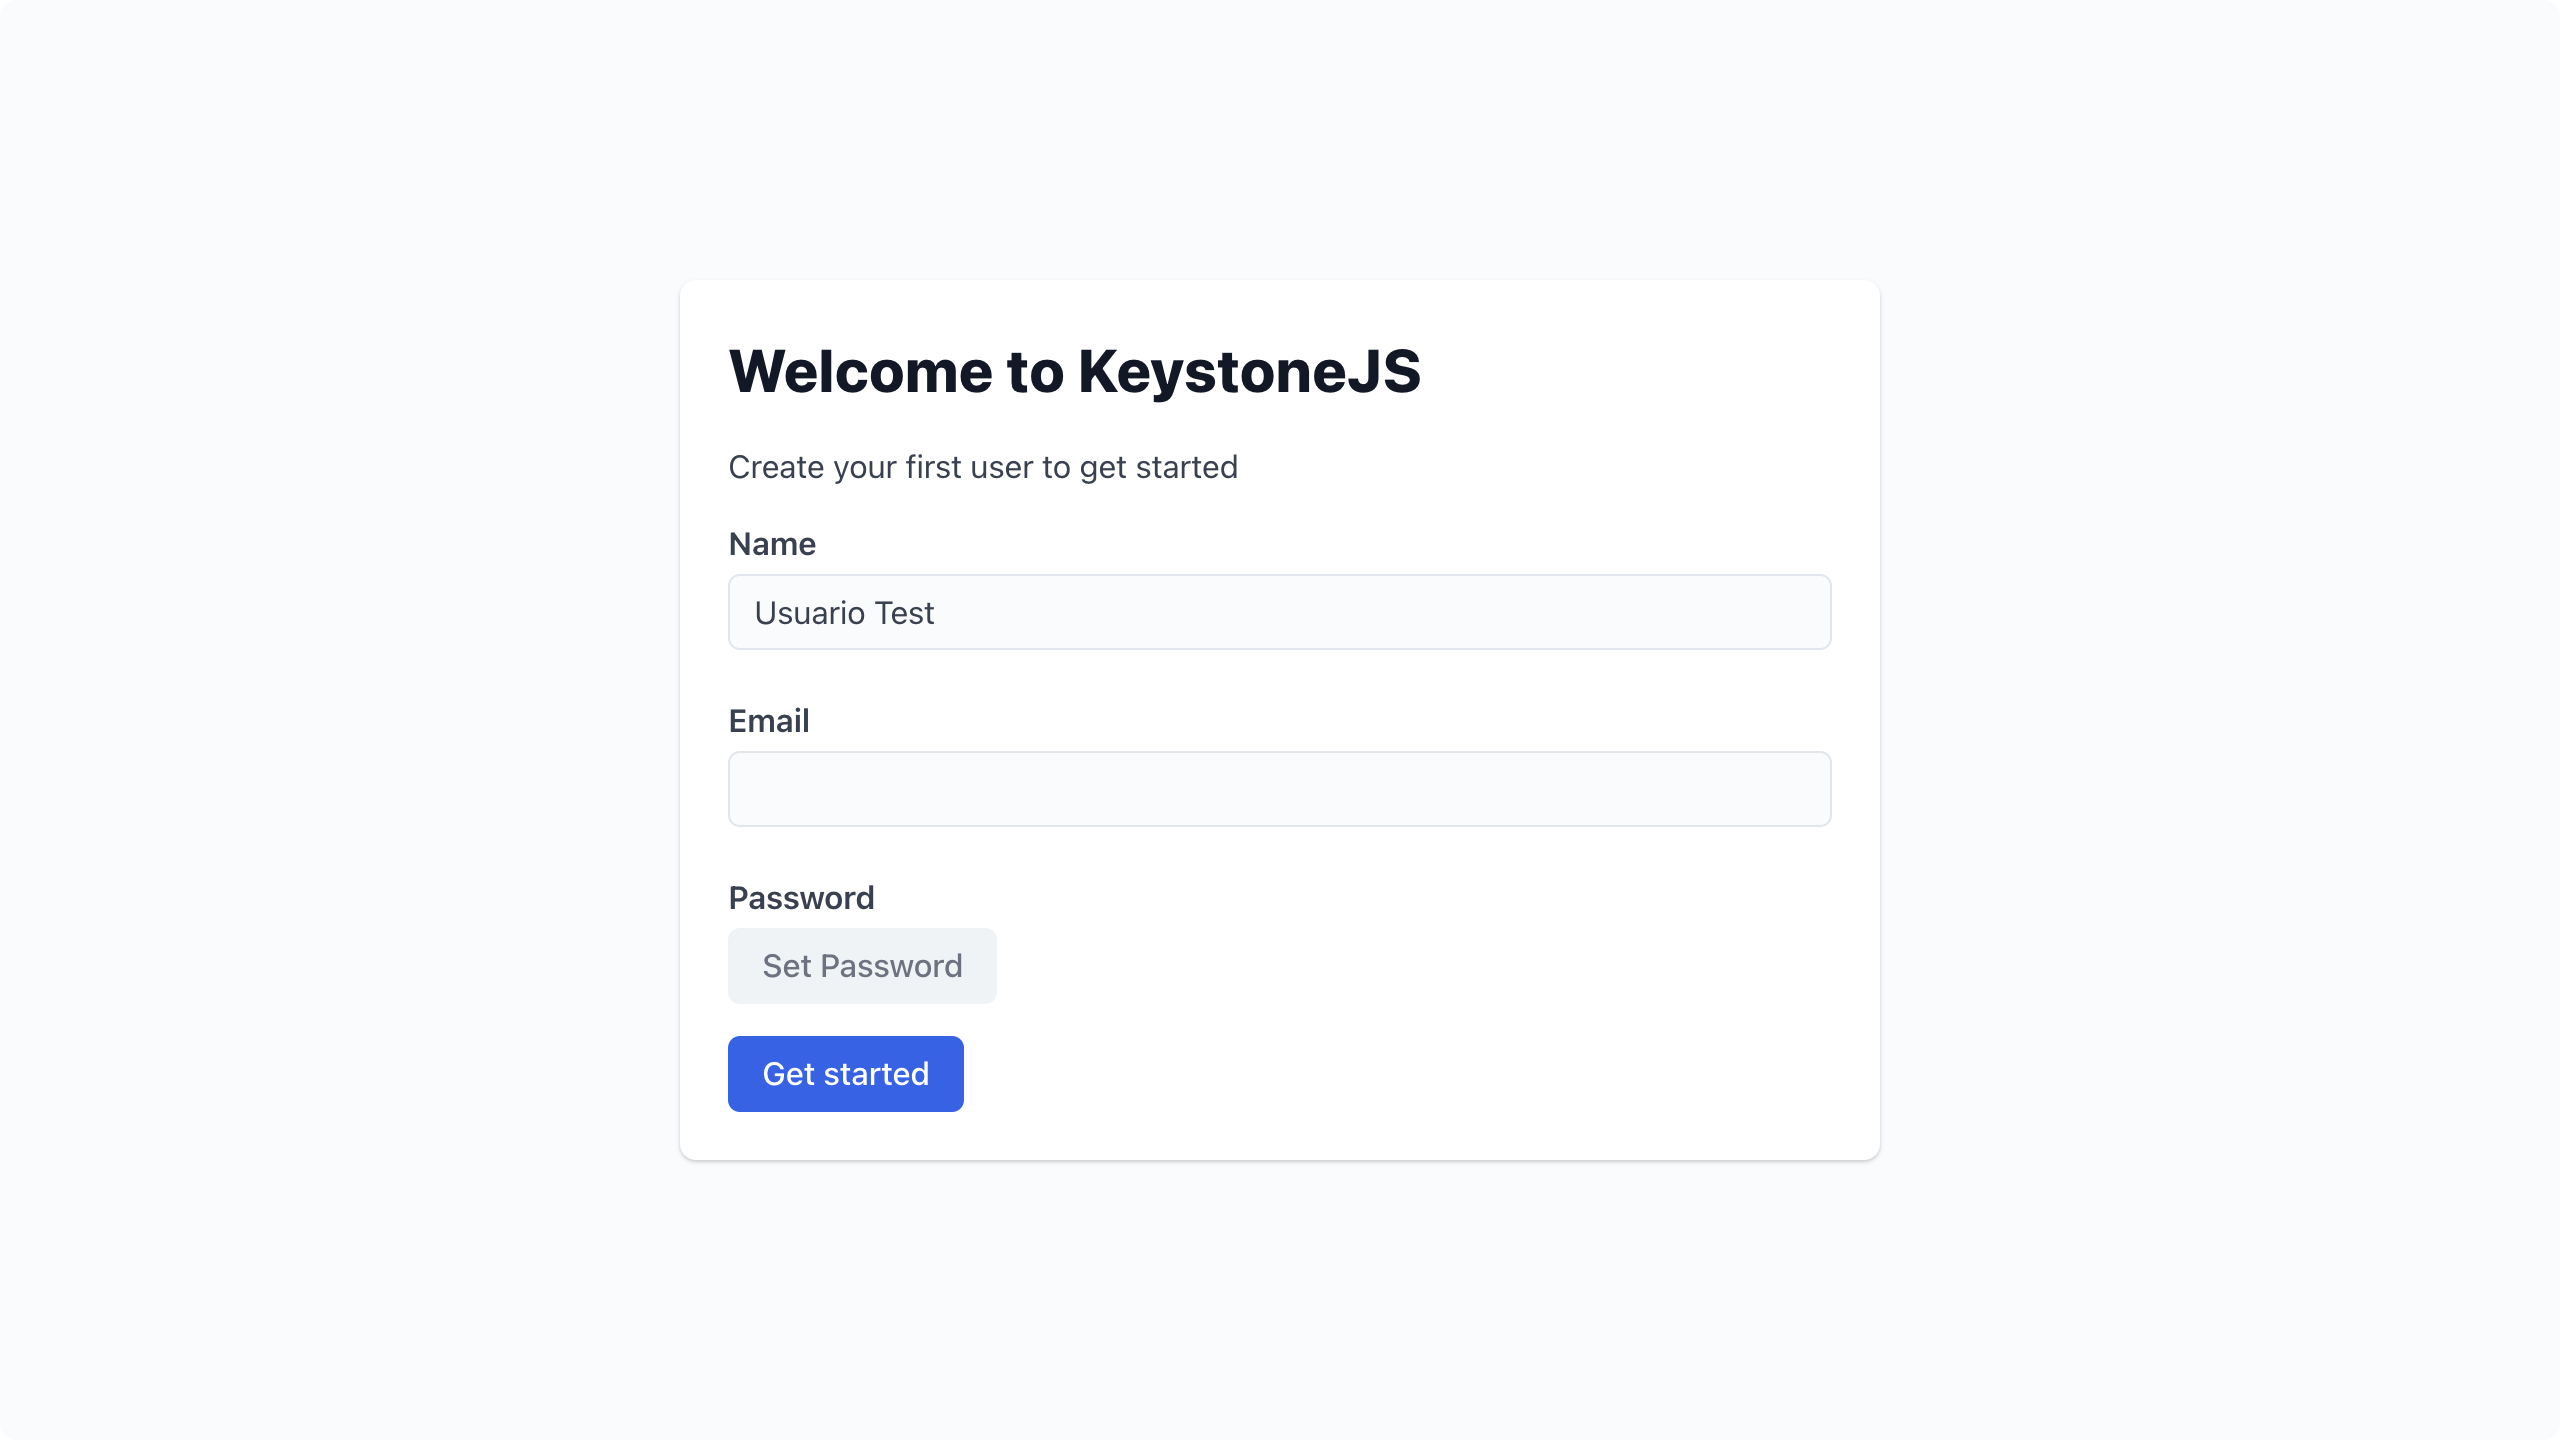 Welcome to KeystoneJS
Create your first user to get started
Name
Usuario Test
Email
Password
Set Password
Get started